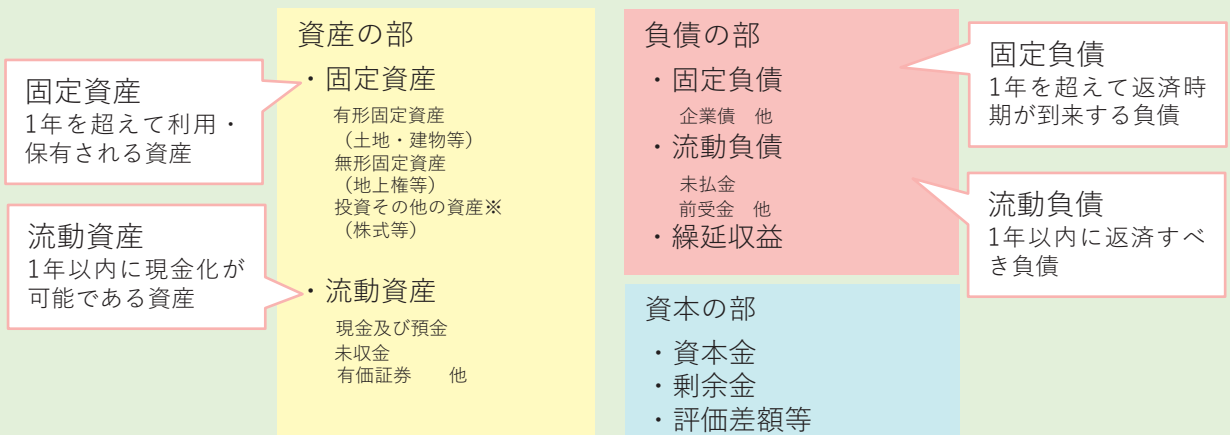 資産の部
・固定資産
有形固定資産
（土地・建物等）
無形固定資産
（地上権等）
投資その他の資産※
（株式等）
・流動資産
現金及び預金
未収金
有価証券　　他
固定資産
1年を超えて利用・
保有される資産
流動資産
1年以内に現金化が
可能である資産
負債の部
・固定負債
企業債　他
・流動負債
未払金
前受金　他
・繰延収益
固定負債
1年を超えて返済時
期が到来する負債
流動負債
1年以内に返済すべ
き負債
資本の部
・資本金
・剰余金
・評価差額等